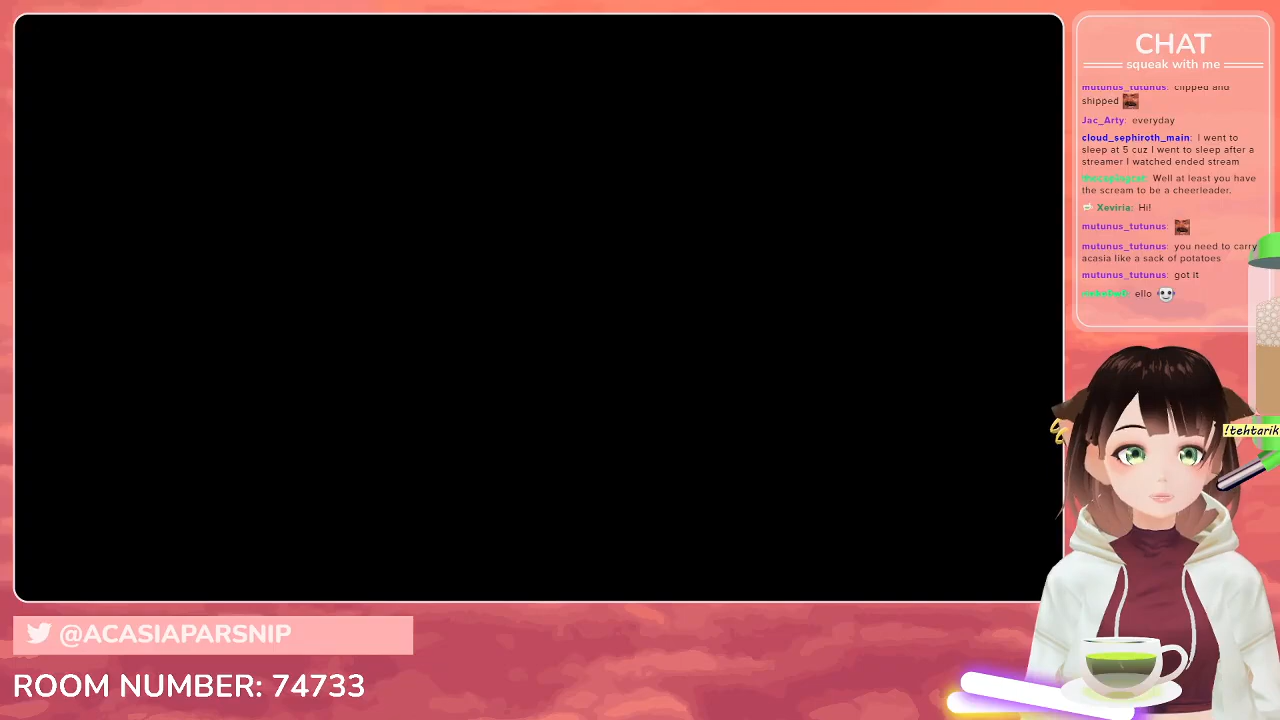 CHAT
squeak with me
mutunus_tutunus: clipped and
shipped
Jac_Arty: everyday
cloud_sephiroth_main: I went to
sleep at 5 cuz I went to sleep after a
streamer I watched ended stream
Well at least you have
the scream to be a cheerleader.
Xeviria: Hi!
mutunus_tutunus:
mutunus_tutunus: you need to carry
acasia like a sack of potatoes
mutunus_tutunus: got it
ello
!tehtarik
@ACASIAPARSNIP
ROOM NUMBER: 74733